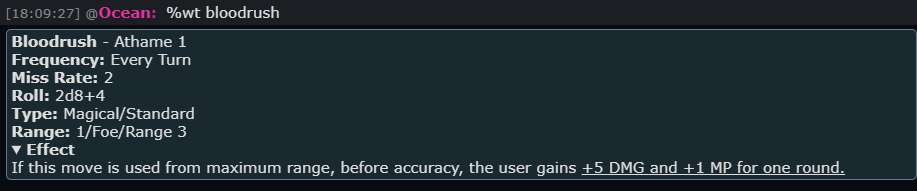 [18:09:27] @Ocean: %wt bloodrush
Bloodrush - Athame 1
Frequency: Every Turn
Miss Rate: 2
Roll: 2d8+4
Type: Magical/Standard
Range: 1/Foe/Range 3
▼ Effect
If this move is used from maximum range, before accuracy, the user gains +5 DMG and +1 MP for one round.